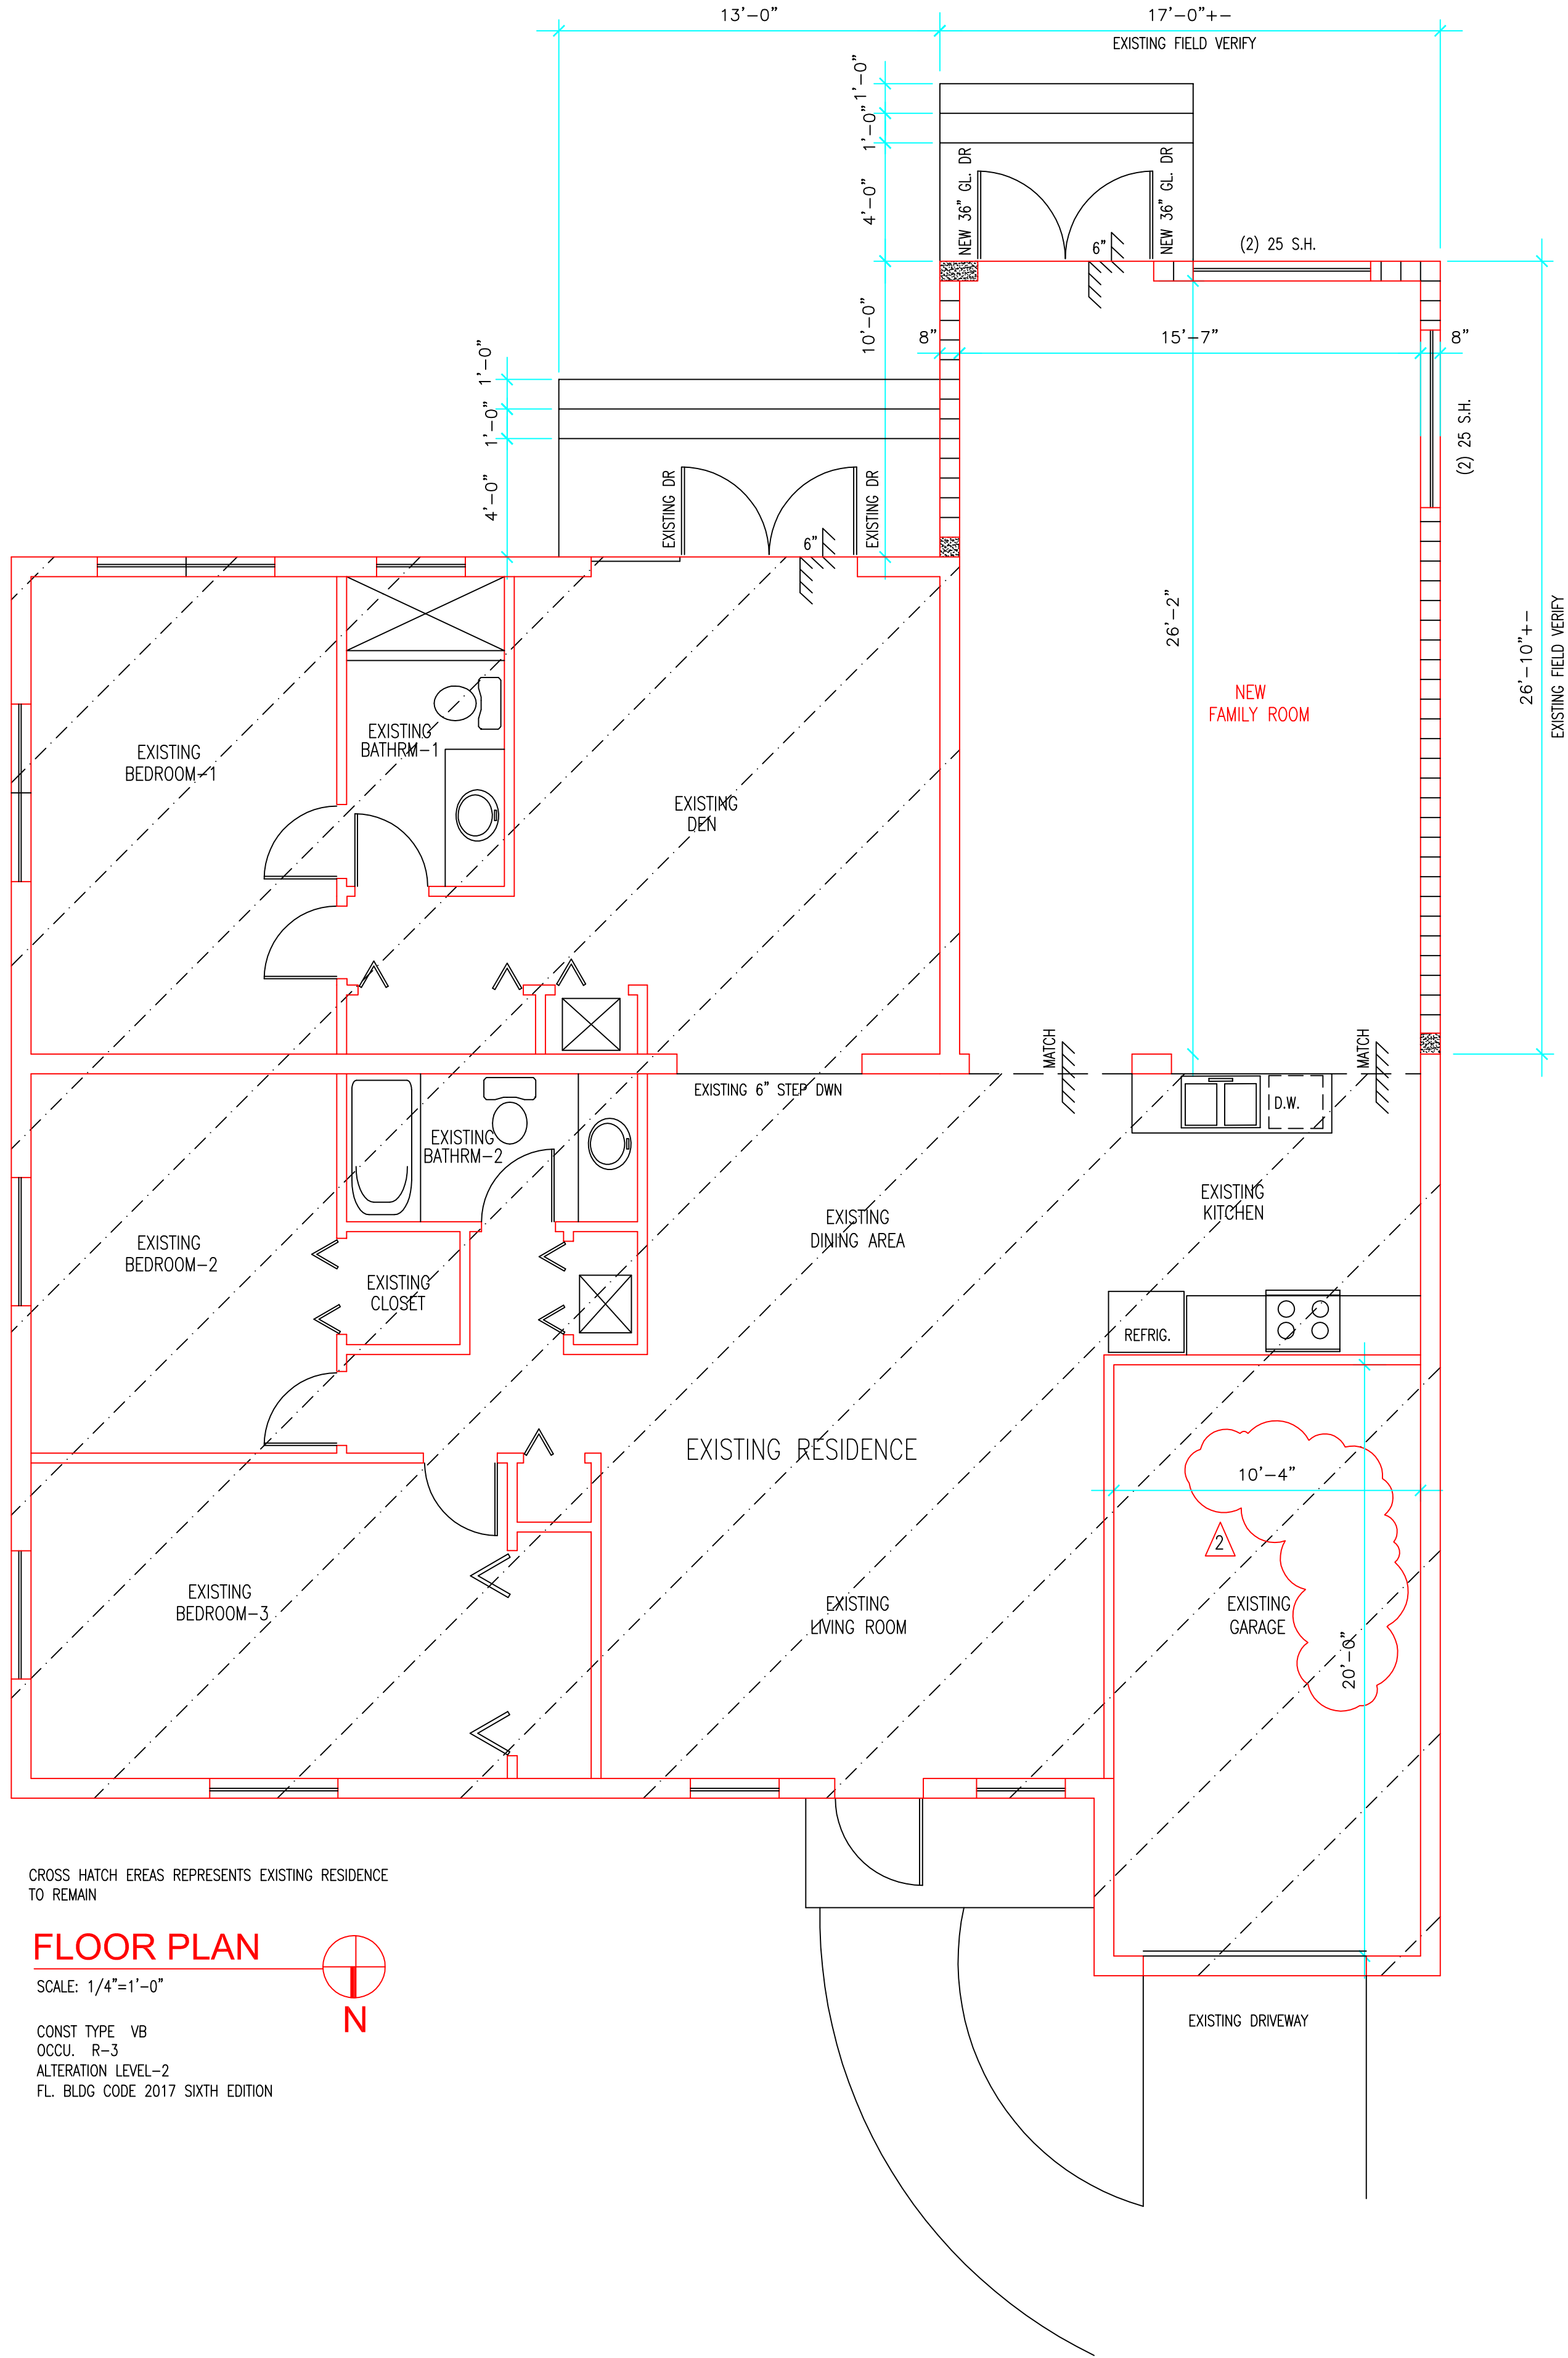 13'-0"
17'-0"+-
EXISTING FIELD VERIFY
1'-0"
1'-0"
4'-0"
10'-0"
NEW 36" GL. DR
NEW 36" GL. DR
6"
(2) 25 S.H.
8"
15'-7"
8"
(2) 25 S.H.
1'-0"
1'-0"
4'-0"
EXISTING DR
EXISTING DR
6"
26'-2"
26'-10"+-
EXISTING FIELD VERIFY
NEW
FAMILY ROOM
EXISTING
BATHRM-1
EXISTING
BEDROOM-1
EXISTING
DEN
MATCH
MATCH
EXISTING 6" STEP DWN
D.W.
EXISTING
BATHRM-2
EXISTING
KITCHEN
EXISTING
DINING AREA
EXISTING
BEDROOM-2
EXISTING
CLOSET
REFRIG.
EXISTING RESIDENCE
10'-4"
2
EXISTING
BEDROOM-3
EXISTING
LIVING ROOM
EXISTING
GARAGE
20'-0"
CROSS HATCH EREAS REPRESENTS EXISTING RESIDENCE
TO REMAIN
FLOOR PLAN
SCALE: 1/4"=1'-0"
N
EXISTING DRIVEWAY
CONST TYPE VB
OCCU. R-3
ALTERATION LEVEL-2
FL. BLDG CODE 2017 SIXTH EDITION